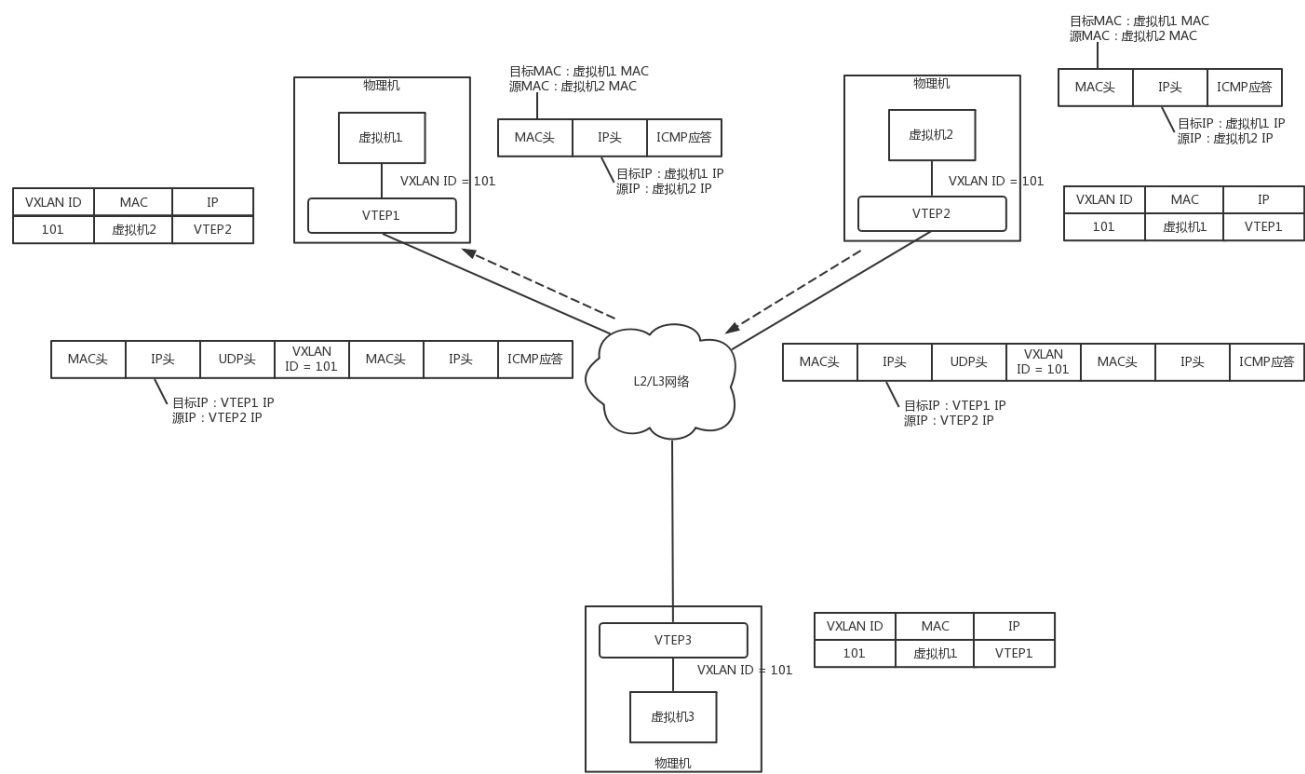 目标MAC：虚拟机1 MAC
源MAC：虚拟机2 MAC
MAC头 IP头 ICMP应答
目标IP：虚拟机1 IP
源IP：虚拟机2 IP
物理机
虚拟机1
VXLAN ID = 101
VTEP1
VXLAN ID MAC IP
101 虚拟机2 VTEP2
目标MAC：虚拟机1 MAC
源MAC：虚拟机2 MAC
MAC头 IP头 ICMP应答
目标IP：虚拟机1 IP
源IP：虚拟机2 IP
物理机
虚拟机2
VXLAN ID = 101
VTEP2
VXLAN ID MAC IP
101 虚拟机1 VTEP1
MAC头 IP头 UDP头 VXLAN
ID = 101 MAC头 IP头 ICMP应答
目标IP：VTEP1 IP
源IP：VTEP2 IP
L2/L3网络
MAC头 IP头 UDP头 VXLAN
ID = 101 MAC头 IP头 ICMP应答
目标IP：VTEP1 IP
源IP：VTEP2 IP
VTEP3
VXLAN ID = 101
虚拟机3
物理机
VXLAN ID MAC IP
101 虚拟机1 VTEP1